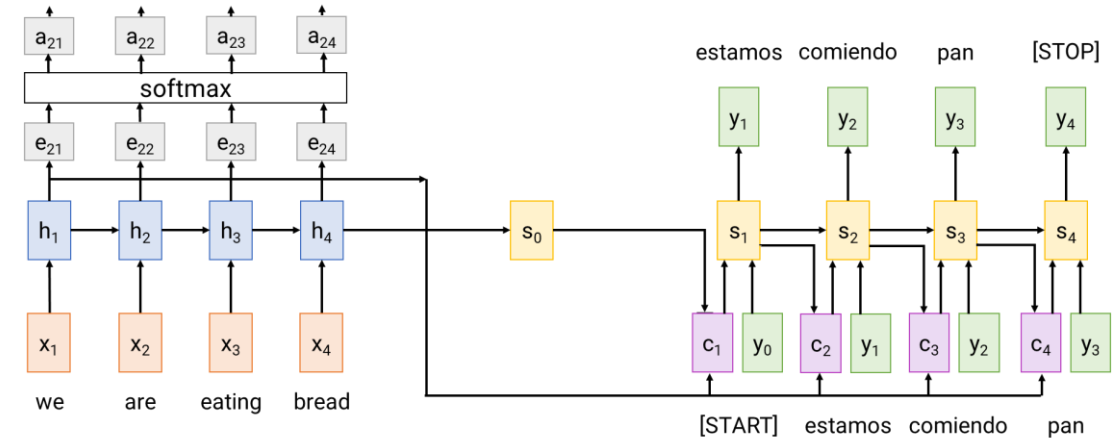 a21 a22 a23 a24
softmax
e21 e22 e23 e24
h1 h2 h3 h4
x1 x2 x3 x4
we are eating bread
s0
estamos comiendo pan [STOP]
y1 y2 y3 y4
s1 s2 s3 s4
c1 y0 c2 y1 c3 y2 c4 y3
[START] estamos comiendo pan